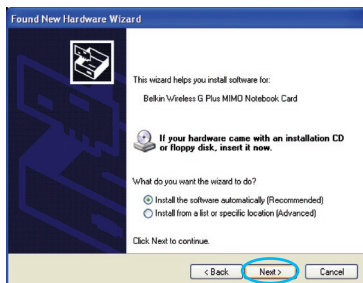 Found New Hardware Wizard
This wizard helps you install software for:
Belkin Wireless G Plus MIMO Notebook Card
If your hardware came with an installation CD
or floppy disk, insert it now.
What do you want the wizard to do?
Install the software automatically (Recommended)
Install from a list or specific location (Advanced)
Click Next to continue.
< Back
Next >
Cancel